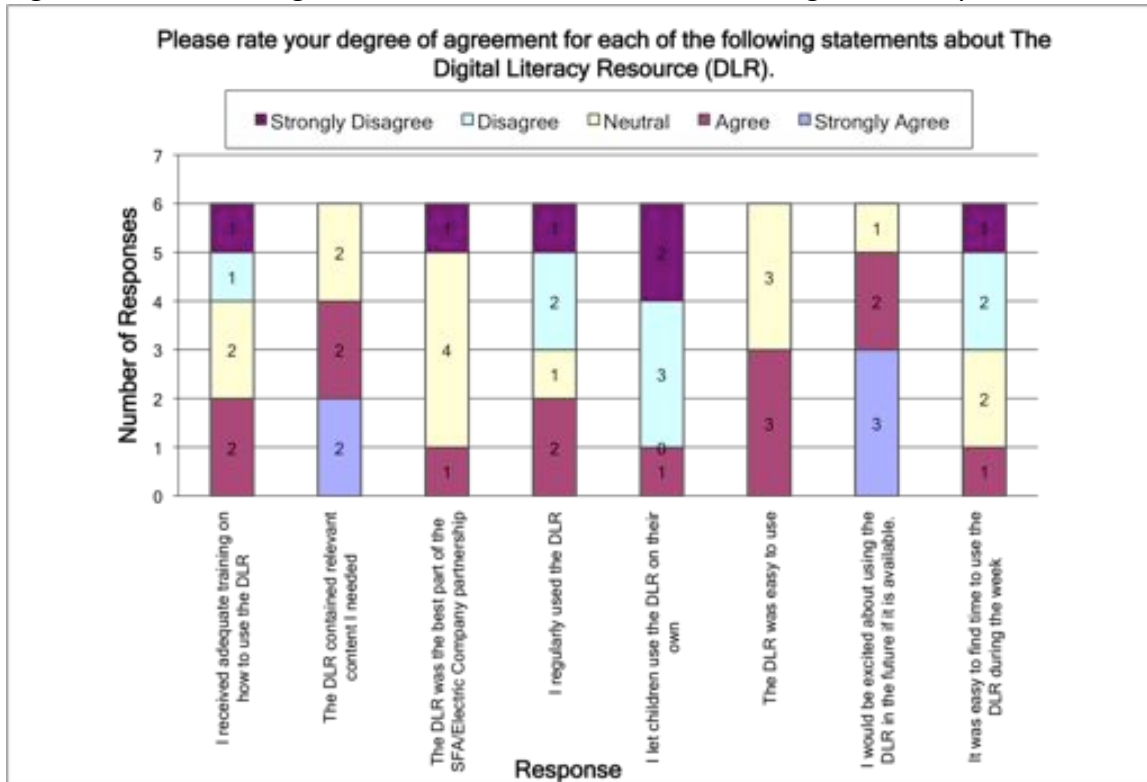 Please rate your degree of agreement for each of the following statements about The
Digital Literacy Resource (DLR).
Strongly Disagree Disagree Neutral Agree Strongly Agree
Number of Responses
7
6
5
4
3
2
1
0
1
1
2
2
2
2
2
1
4
1
1
2
1
2
2
3
0
1
3
3
1
2
3
1
2
2
1
I received adequate training on
how to use the DLR
The DLR contained relevant
content I needed
The DLR was the best part of the
SFA/Electric Company partnership
I regularly used the DLR
I let children use the DLR on their
own
The DLR was easy to use
I would be excited about using the
DLR in the future if it is available.
It was easy to find time to use the
DLR during the week
Response